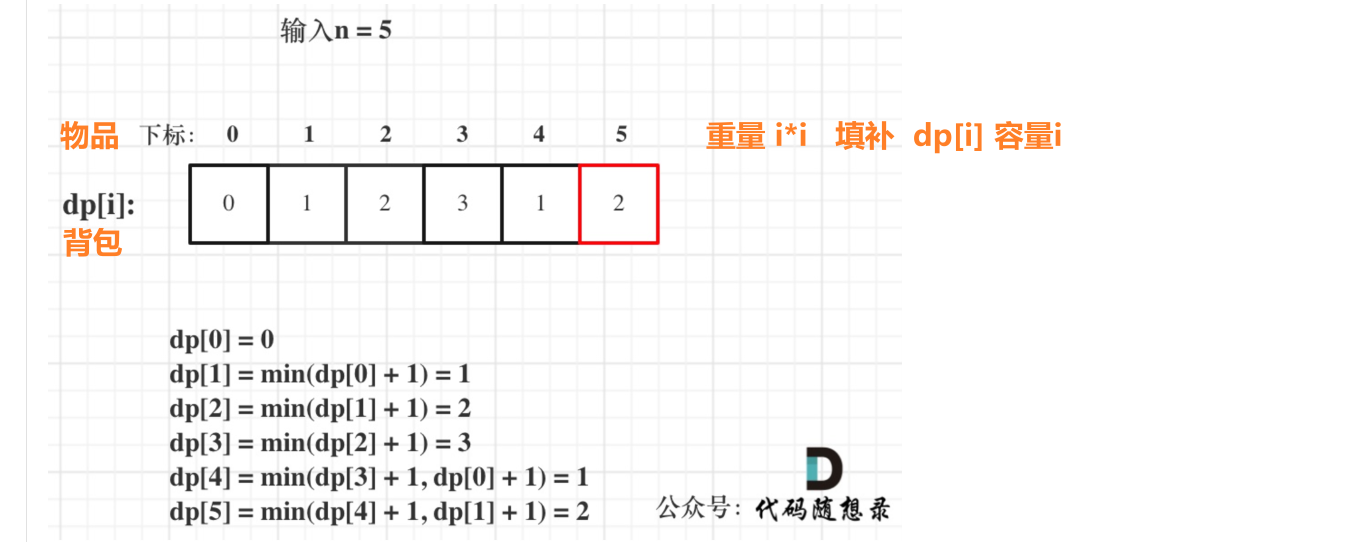 输入n = 5
物品 下标: 0 1 2 3 4 5 重量 i*i 填补 dp[i] 容量i
dp[i]: 0 1 2 3 1 2
背包
dp[0] = 0
dp[1] = min(dp[0] + 1) = 1
dp[2] = min(dp[1] + 1) = 2
dp[3] = min(dp[2] + 1) = 3
dp[4] = min(dp[3] + 1, dp[0] + 1) = 1
dp[5] = min(dp[4] + 1, dp[1] + 1) = 2
公众号: 代码随想录